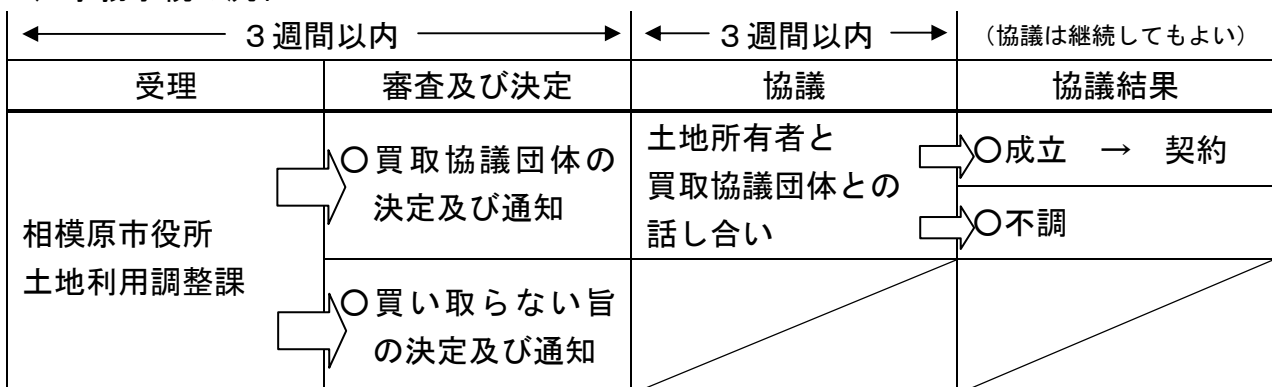 ３週間以内
３週間以内
（協議は継続してもよい）
受理
審査及び決定
協議
協議結果
相模原市役所
土地利用調整課
〇買取協議団体の
決定及び通知
〇買い取らない旨
の決定及び通知
土地所有者と
買取協議団体との
話し合い
〇成立　→　契約
〇不調